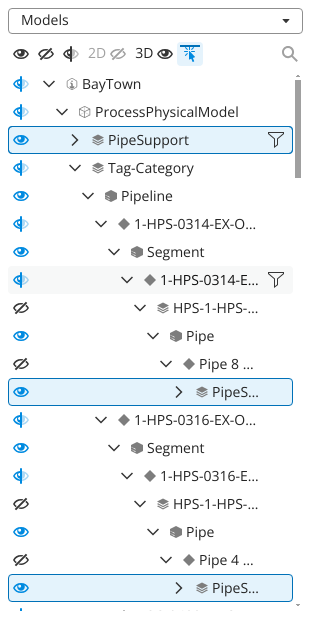 Models
2D 3D
BayTown
ProcessPhysicalModel
PipeSupport
Tag-Category
Pipeline
1-HPS-0314-EX-O...
Segment
1-HPS-0314-E...
HPS-1-HPS-...
Pipe
Pipe 8 ...
PipeS...
1-HPS-0316-EX-O...
Segment
1-HPS-0316-E...
HPS-1-HPS-...
Pipe
Pipe 4 ...
PipeS...